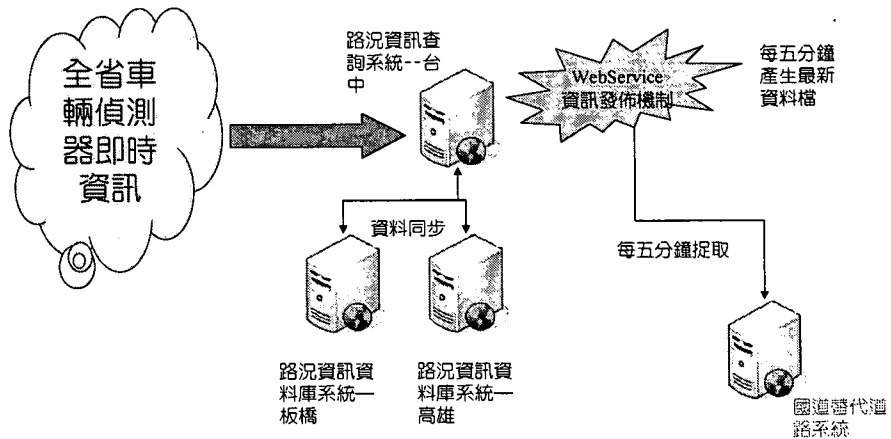 全省車
輛偵測
器即時
資訊
路況資訊查
詢系統--台
中
WebService
資訊發佈機制
每五分鐘
產生最新
資料檔
資料同步
每五分鐘捉取
路況資訊資
料庫系統—
板橋
路況資訊資
料庫系統—
高雄
國道替代道
路系統